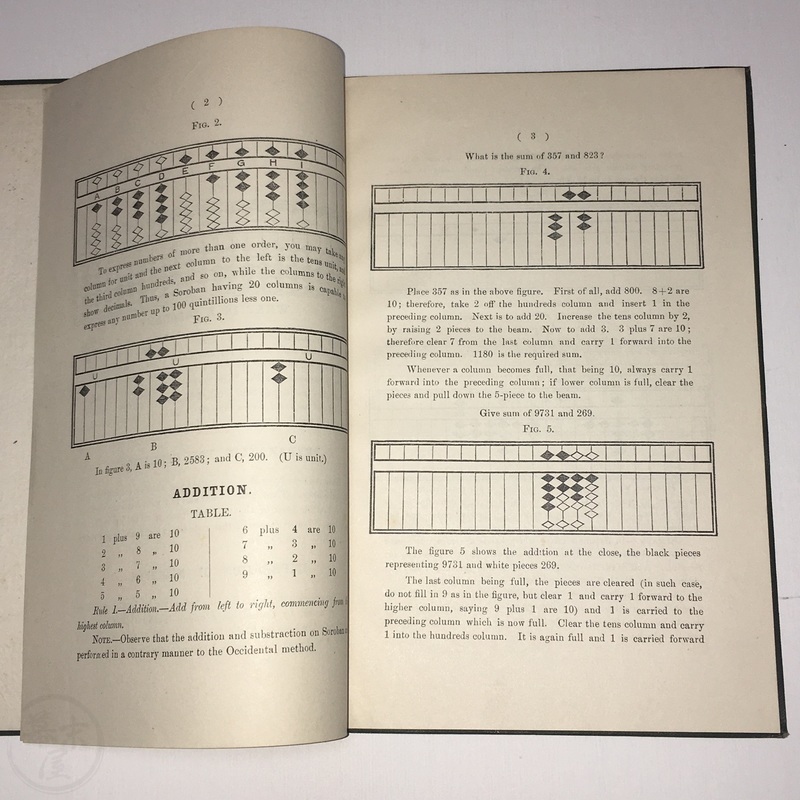 ( 2 )
FIG. 2.
A B C D E F G H I
To express numbers of more than one order, you may take
column for unit and the next column to the left is the tens unit, and
the third column hundreds, and so on, while the columns to the right
show decimals. Thus, a Soroban having 20 columns is capable
express any number up to 100 quintillions less one.
FIG. 3.
U U U
A B C
In figure 3, A is 10; B, 2583; and C, 200. (U is unit.)
ADDITION.
TABLE.
1 plus 9 are 10 6 plus 4 are 10
2 „ 8 „ 10 7 „ 3 „ 10
3 „ 7 „ 10 8 „ 2 „ 10
4 „ 6 „ 10 9 „ 1 „ 10
5 „ 5 „ 10
Rule I.—Addition.—Add from left to right, commencing from
highest column.
NOTE.—Observe that the addition and substraction on Soroban
performed in a contrary manner to the Occidental method.
( 3 )
What is the sum of 357 and 823?
FIG. 4.
Place 357 as in the above figure. First of all, add 800. 8+2 are
10; therefore, take 2 off the hundreds column and insert 1 in the
preceding column. Next is to add 20. Increase the tens column by 2,
by raising 2 pieces to the beam. Now to add 3. 3 plus 7 are 10;
therefore clear 7 from the last column and carry 1 forward into the
preceding column. 1180 is the required sum.
Whenever a column becomes full, that being 10, always carry 1
forward into the preceding column; if lower column is full, clear the
pieces and pull down the 5-piece to the beam.
Give sum of 9731 and 269.
FIG. 5.
The figure 5 shows the addition at the close, the black pieces
representing 9731 and white pieces 269.
The last column being full, the pieces are cleared (in such case,
do not fill in 9 as in the figure, but clear 1 and carry 1 forward to the
higher column, saying 9 plus 1 are 10) and 1 is carried to the
preceding column which is now full. Clear the tens column and carry
1 into the hundreds column. It is again full and 1 is carried forward